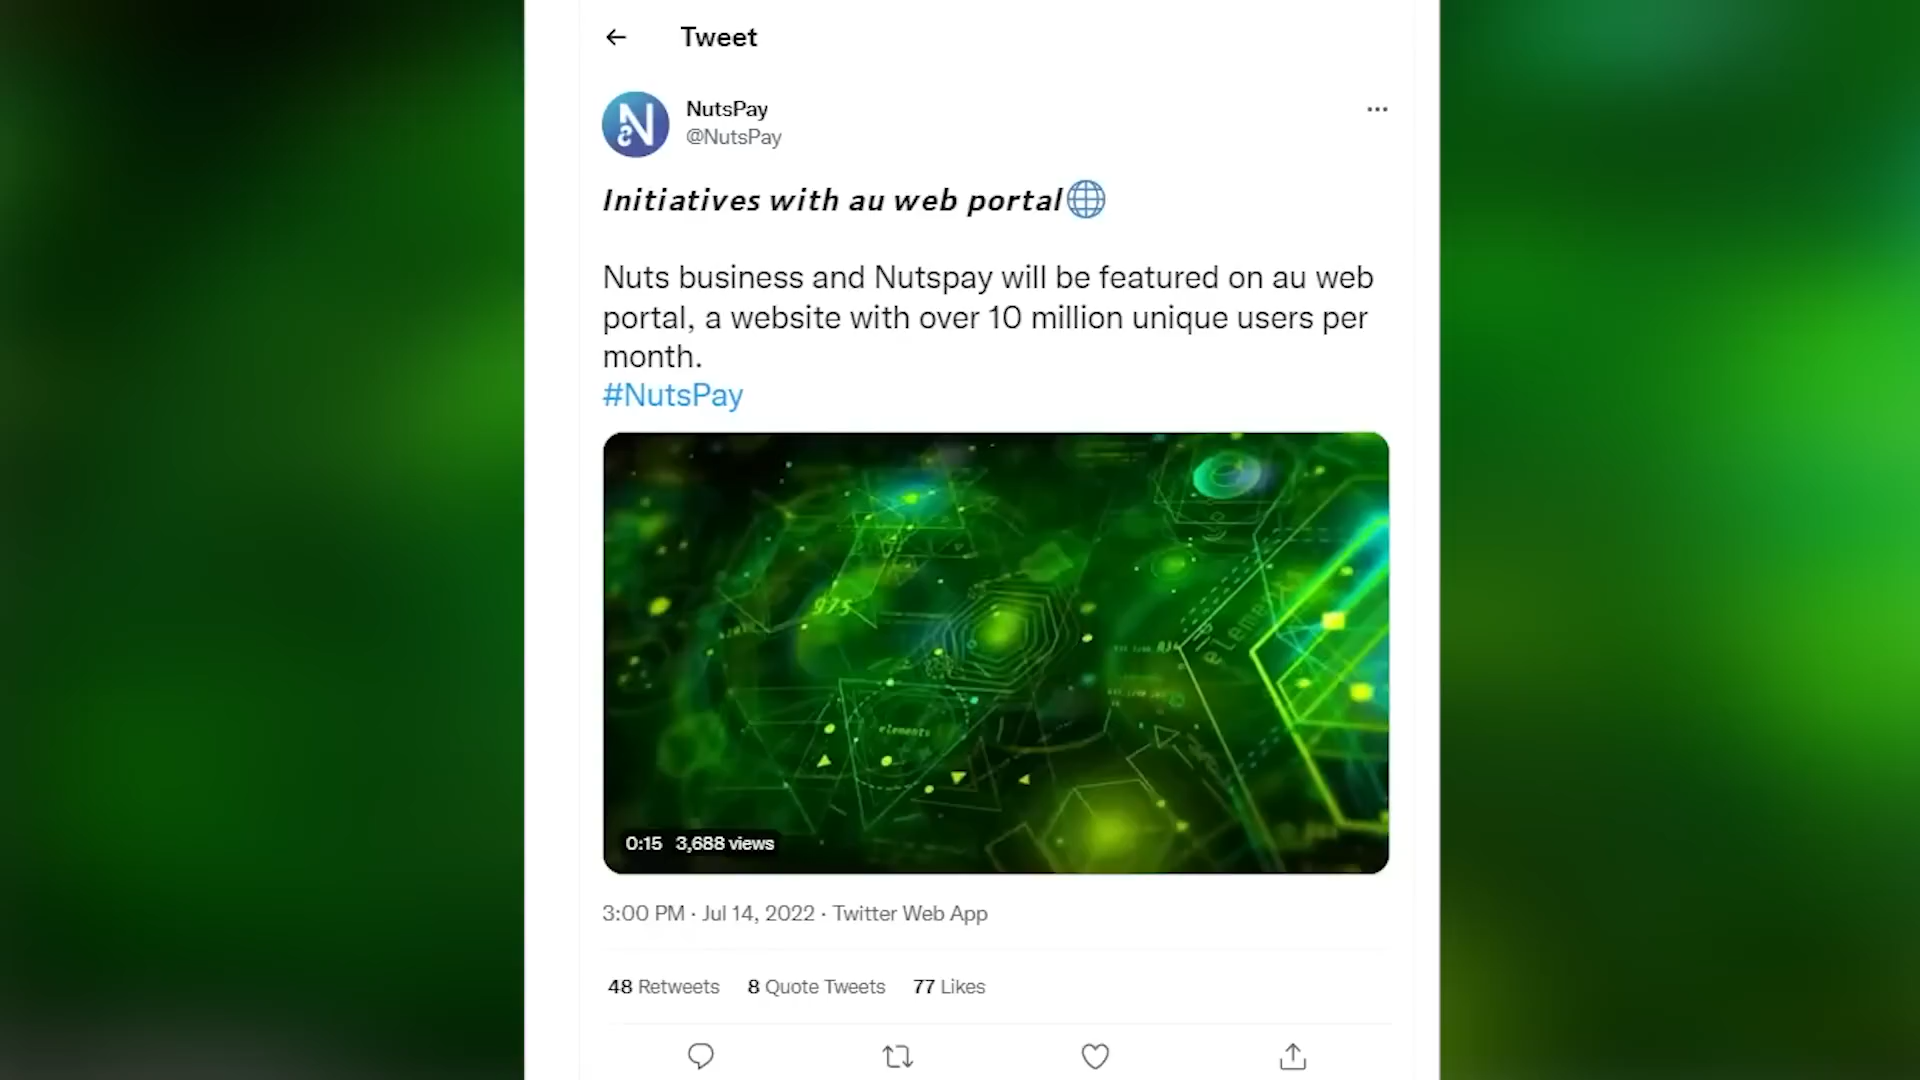 Tweet
NutsPay
@NutsPay
Initiatives with au web portal
Nuts business and Nutspay will be featured on au web
portal, a website with over 10 million unique users per
month.
#NutsPay
975
elements
0:15 3,688 views
3:00 PM · Jul 14, 2022 · Twitter Web App
48 Retweets 8 Quote Tweets 77 Likes